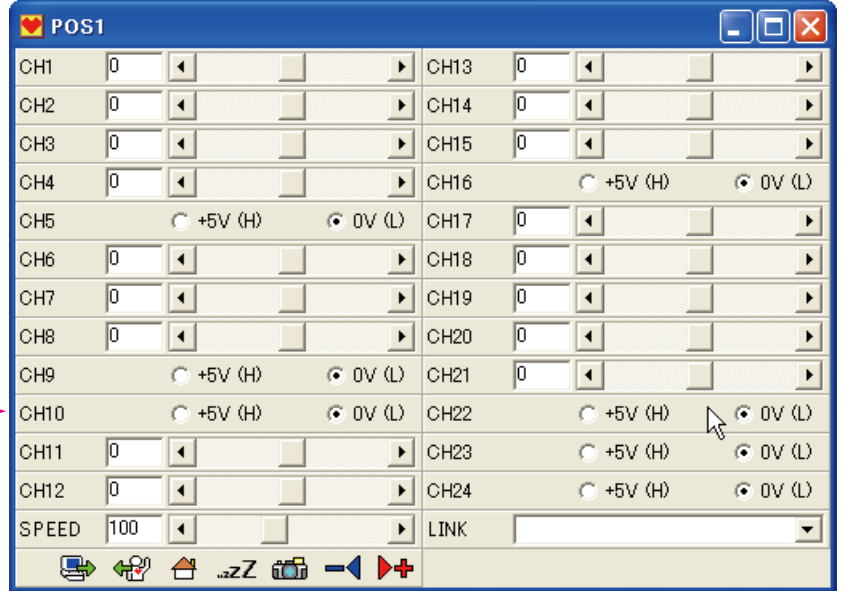 POS1
CH1 0
CH2 0
CH3 0
CH4 0
CH5 +5V (H) 0V (L)
CH6 0
CH7 0
CH8 0
CH9 +5V (H) 0V (L)
CH10 +5V (H) 0V (L)
CH11 0
CH12 0
SPEED 100
..zzZ
CH13 0
CH14 0
CH15 0
CH16 +5V (H) 0V (L)
CH17 0
CH18 0
CH19 0
CH20 0
CH21 0
CH22 +5V (H) 0V (L)
CH23 +5V (H) 0V (L)
CH24 +5V (H) 0V (L)
LINK